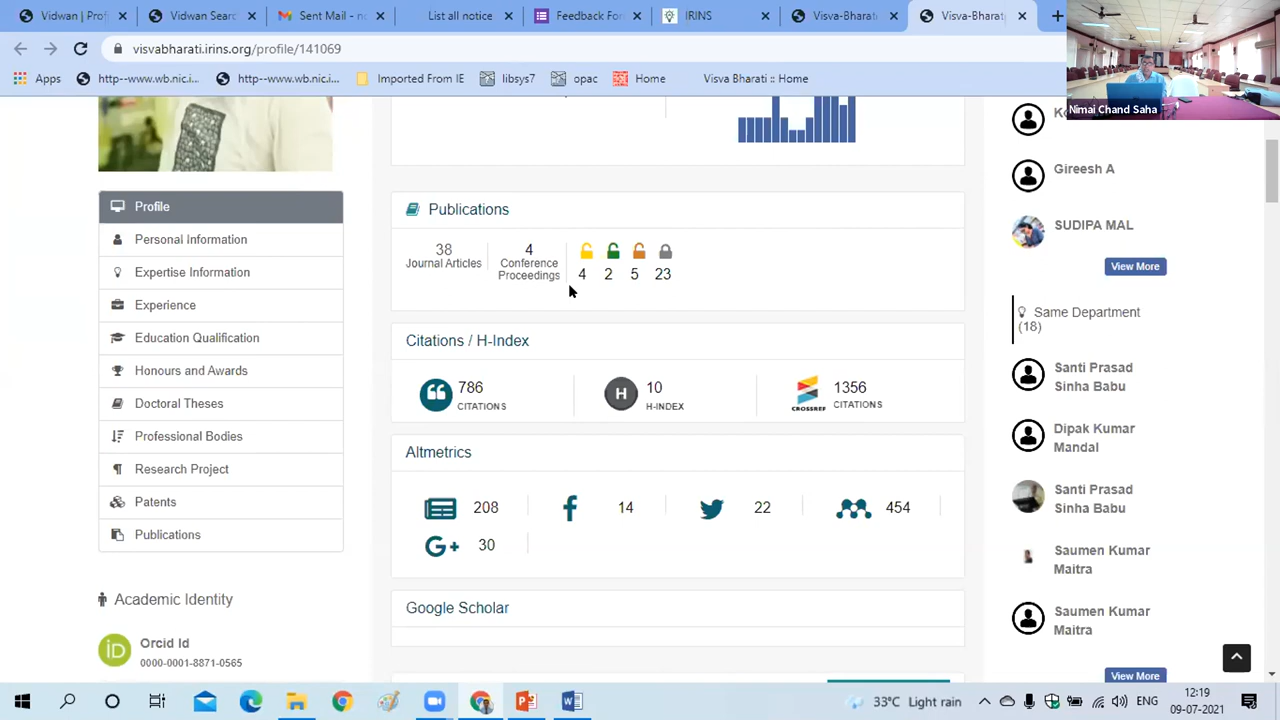 Vidwan | Port
Vidwan Searc
Sent Mail - n
Feedback For
IRINS
Visva-Bharati
Visva-Bharat
visvabharati.irins.org/profile/141069
Apps
http--www.wb.nic.i...
http--www.wb.nic.i...
Imported From IE
libsys7
opac
Home
Visva Bharati :: Home
Nimai Chand Saha
Profile
Personal Information
Expertise Information
Experience
Education Qualification
Honours and Awards
Doctoral Theses
Professional Bodies
Research Project
Patents
Publications
Academic Identity
Orcid Id
0000-0001-8871-0565
Publications
38
Journal Articles
4
Conference
Proceedings
4 2 5 23
Citations / H-Index
786
CITATIONS
H
10
H-INDEX
CROSSREF
1356
CITATIONS
Altmetrics
208
14
22
454
G+ 30
Google Scholar
Gireesh A
SUDIPA MAL
View More
Same Department
(18)
Santi Prasad
Sinha Babu
Dipak Kumar
Mandal
Santi Prasad
Sinha Babu
Saumen Kumar
Maitra
Saumen Kumar
Maitra
View More
33°C Light rain
ENG
12:19
09-07-2021